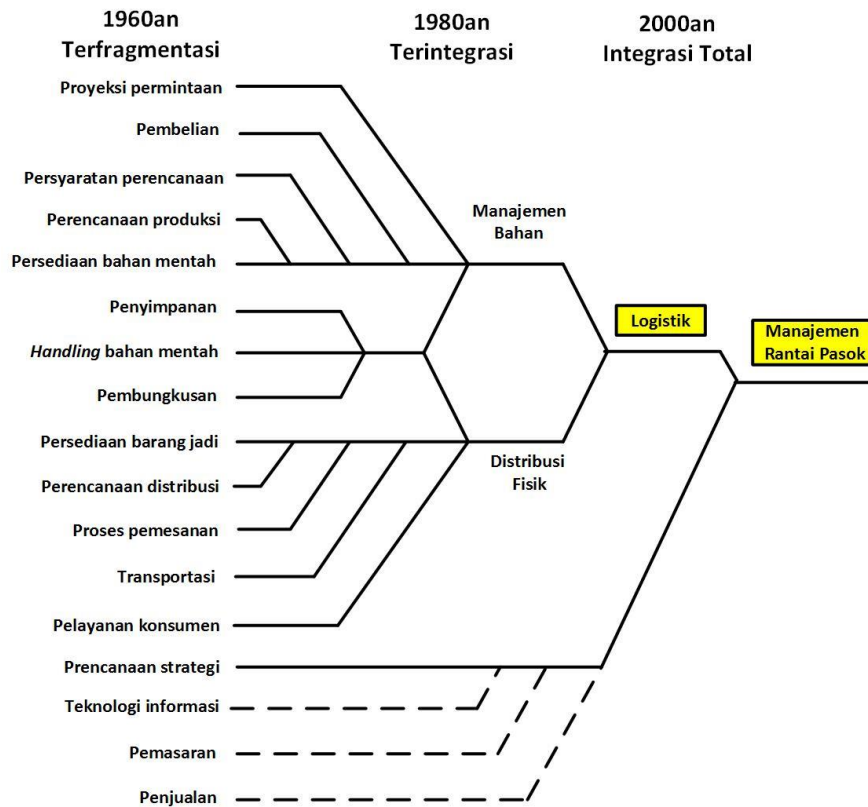 1960an
Terfragmentasi
1980an
Terintegrasi
2000an
Integrasi Total
Proyeksi permintaan
Pembelian
Persyaratan perencanaan
Perencanaan produksi
Persediaan bahan mentah
Penyimpanan
Handling bahan mentah
Pembungkusan
Persediaan barang jadi
Perencanaan distribusi
Proses pemesanan
Transportasi
Pelayanan konsumen
Prencanaan strategi
Teknologi informasi
Pemasaran
Penjualan
Manajemen
Bahan
Distribusi
Fisik
Logistik
Manajemen
Rantai Pasok